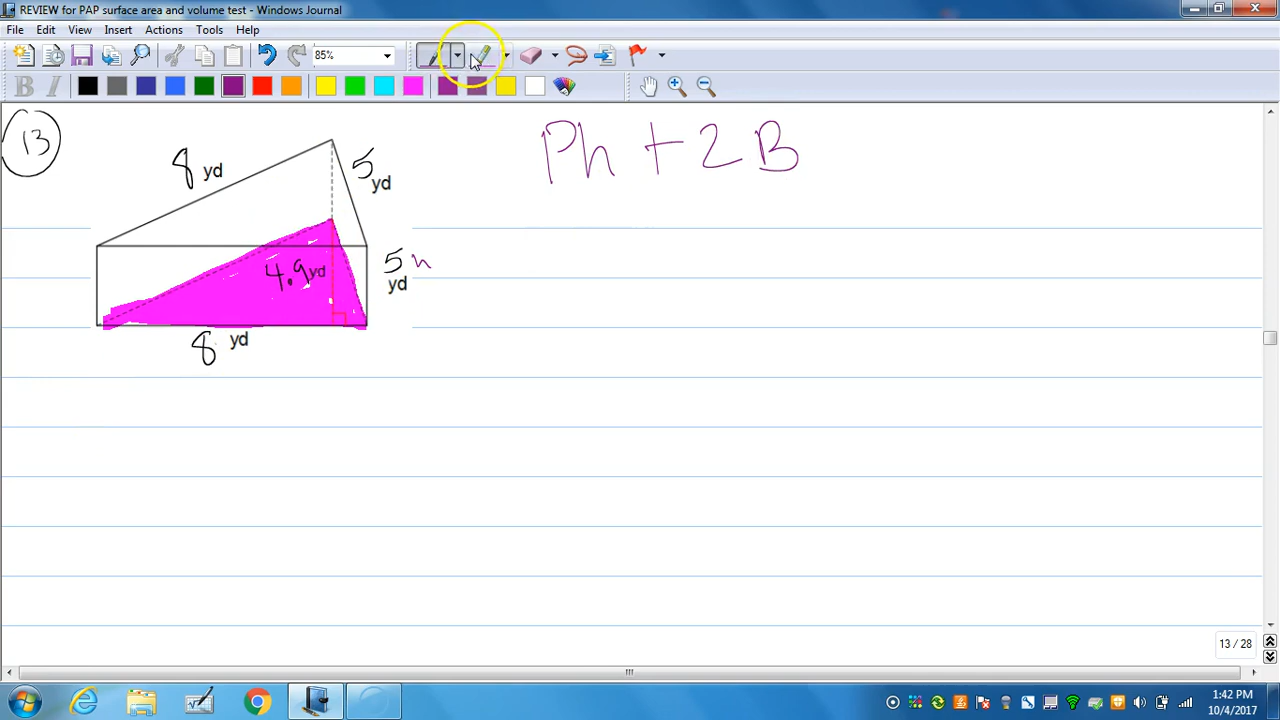 REVIEW for PAP surface area and volume test - Windows Journal
File Edit View Insert Actions Tools Help
85%
B I
13
Ph + 2B
8 yd
5 yd
4.9 yd
5 h
yd
8 yd
13 / 28
1:42 PM
10/4/2017